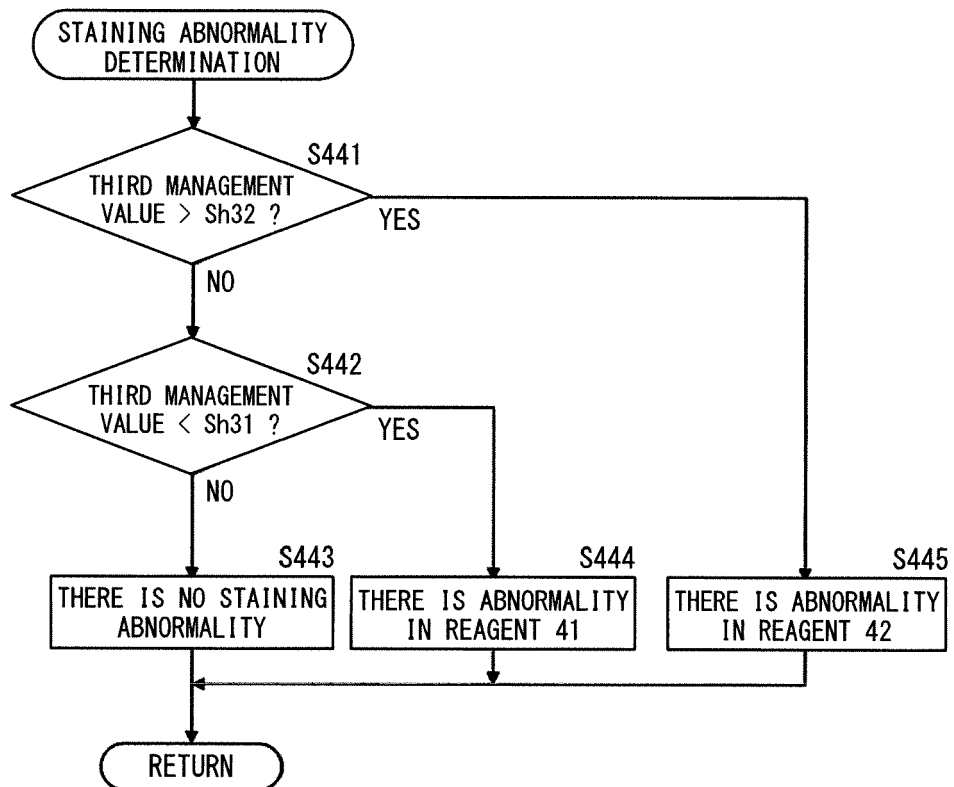 STAINING ABNORMALITY
DETERMINATION
S441
THIRD MANAGEMENT
VALUE > Sh32 ?
YES
NO
S442
THIRD MANAGEMENT
VALUE < Sh31 ?
YES
NO
S443
THERE IS NO STAINING
ABNORMALITY
S444
THERE IS ABNORMALITY
IN REAGENT 41
S445
THERE IS ABNORMALITY
IN REAGENT 42
RETURN